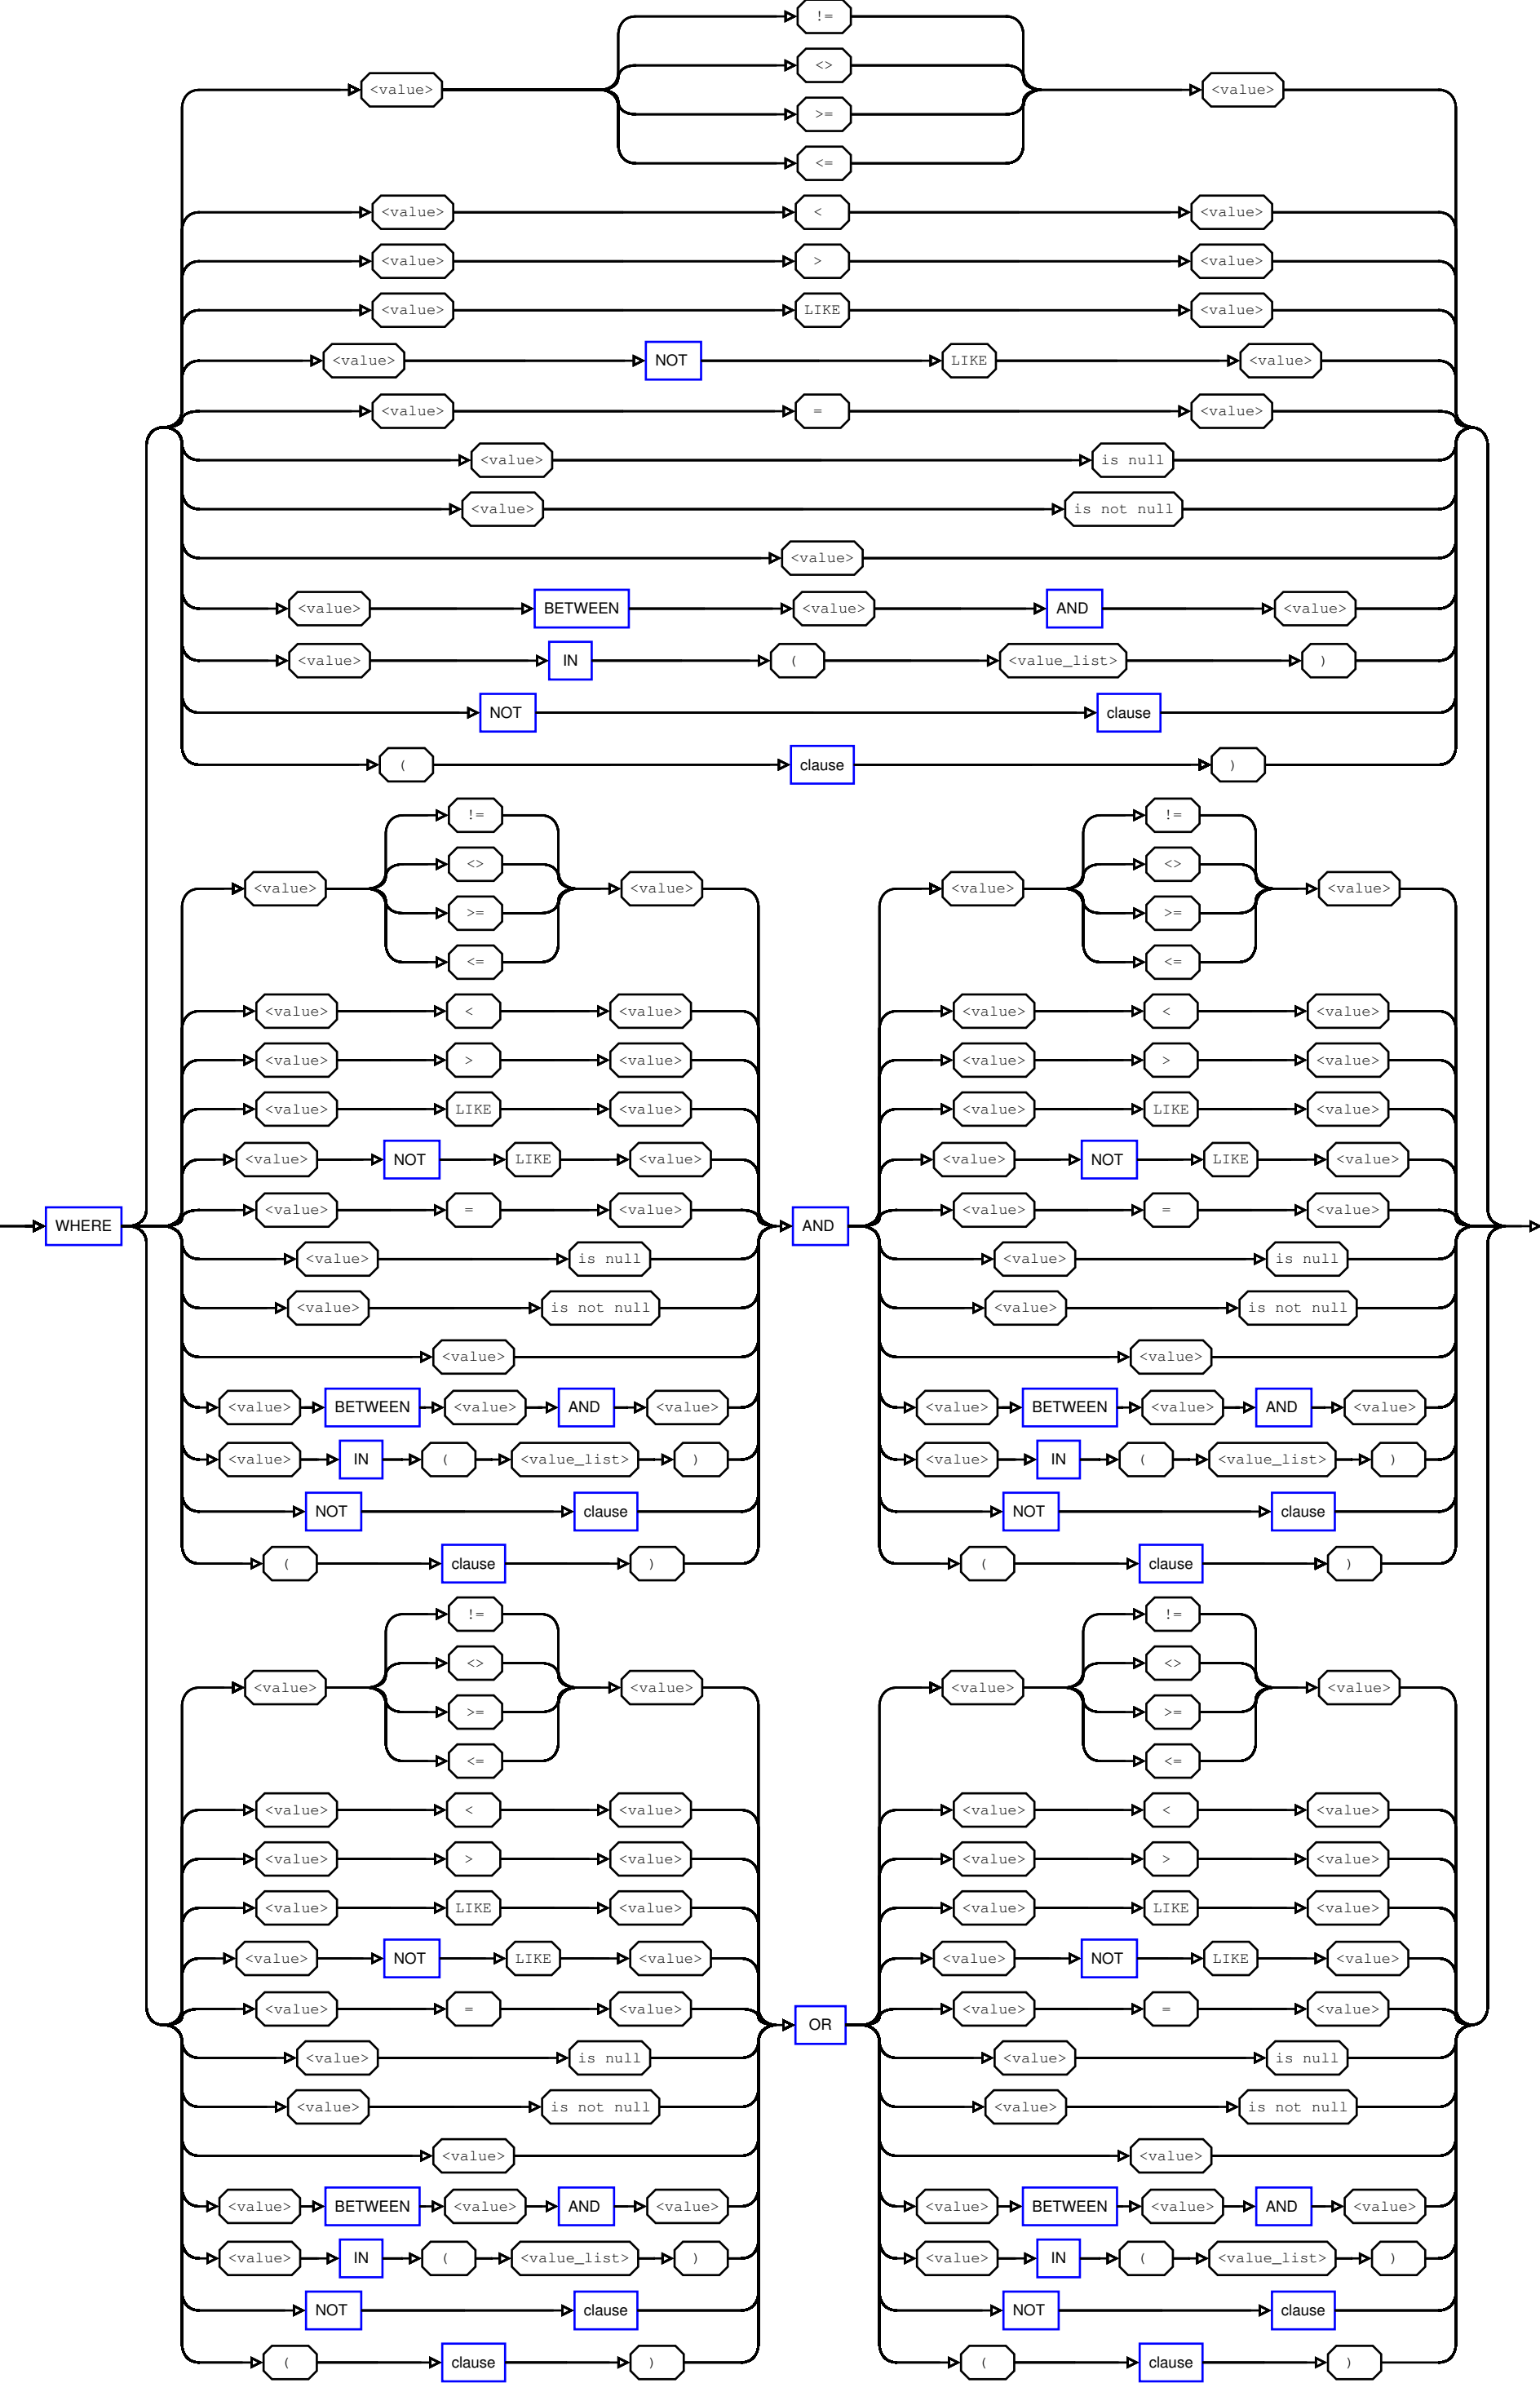 !=
<>
<value> <value>
>=
<=
<value> < <value>
<value> > <value>
<value> LIKE <value>
<value> NOT LIKE <value>
<value> = <value>
<value> is null
<value> is not null
<value>
<value> BETWEEN <value> AND <value>
<value> IN ( <value_list> )
NOT clause
( clause )
!= !=
<> <>
<value> <value> <value> <value>
>= >=
<= <=
<value> < <value> <value> < <value>
<value> > <value> <value> > <value>
<value> LIKE <value> <value> LIKE <value>
<value> NOT LIKE <value> <value> NOT LIKE <value>
<value> = <value> <value> = <value>
WHERE AND
<value> is null <value> is null
<value> is not null <value> is not null
<value> <value>
<value> BETWEEN <value> AND <value> <value> BETWEEN <value> AND <value>
<value> IN ( <value_list> ) <value> IN ( <value_list> )
NOT clause NOT clause
( clause ) ( clause )
!= !=
<> <>
<value> <value> <value> <value>
>= >=
<= <=
<value> < <value> <value> < <value>
<value> > <value> <value> > <value>
<value> LIKE <value> <value> LIKE <value>
<value> NOT LIKE <value> <value> NOT LIKE <value>
<value> = <value> <value> = <value>
OR
<value> is null <value> is null
<value> is not null <value> is not null
<value> <value>
<value> BETWEEN <value> AND <value> <value> BETWEEN <value> AND <value>
<value> IN ( <value_list> ) <value> IN ( <value_list> )
NOT clause NOT clause
( clause ) ( clause )